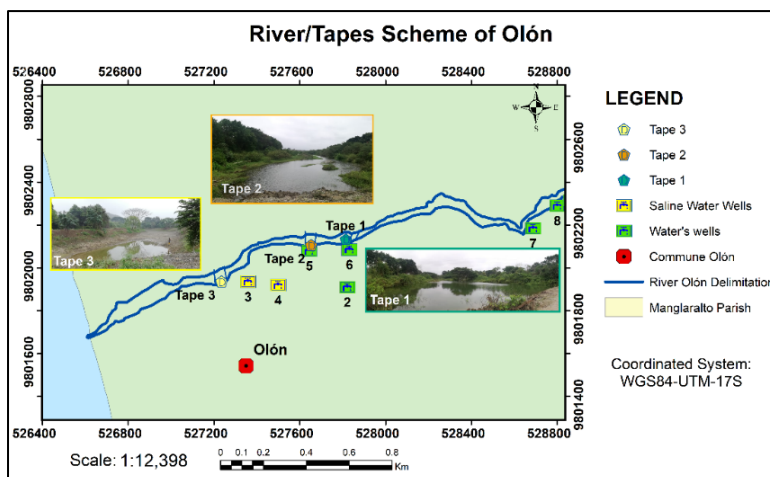 River/Tapes Scheme of Olón
526400 526800 527200 527600 528000 528400 528800
9802800
9802400
9802000
9801600
9802600
9802200
9801800
9801400
N
W E
S
Tape 2
Tape 3
Tape 1
Tape 1
Tape 2
Tape 3
8
7
5
6
3
4
2
Olón
526400 526800 527200 527600 528000 528400 528800
Scale: 1:12,398
0 0.1 0.2 0.4 0.6 0.8
Km
LEGEND
Tape 3
Tape 2
Tape 1
Saline Water Wells
Water's wells
Commune Olón
River Olón Delimitation
Manglaralto Parish
Coordinated System:
WGS84-UTM-17S